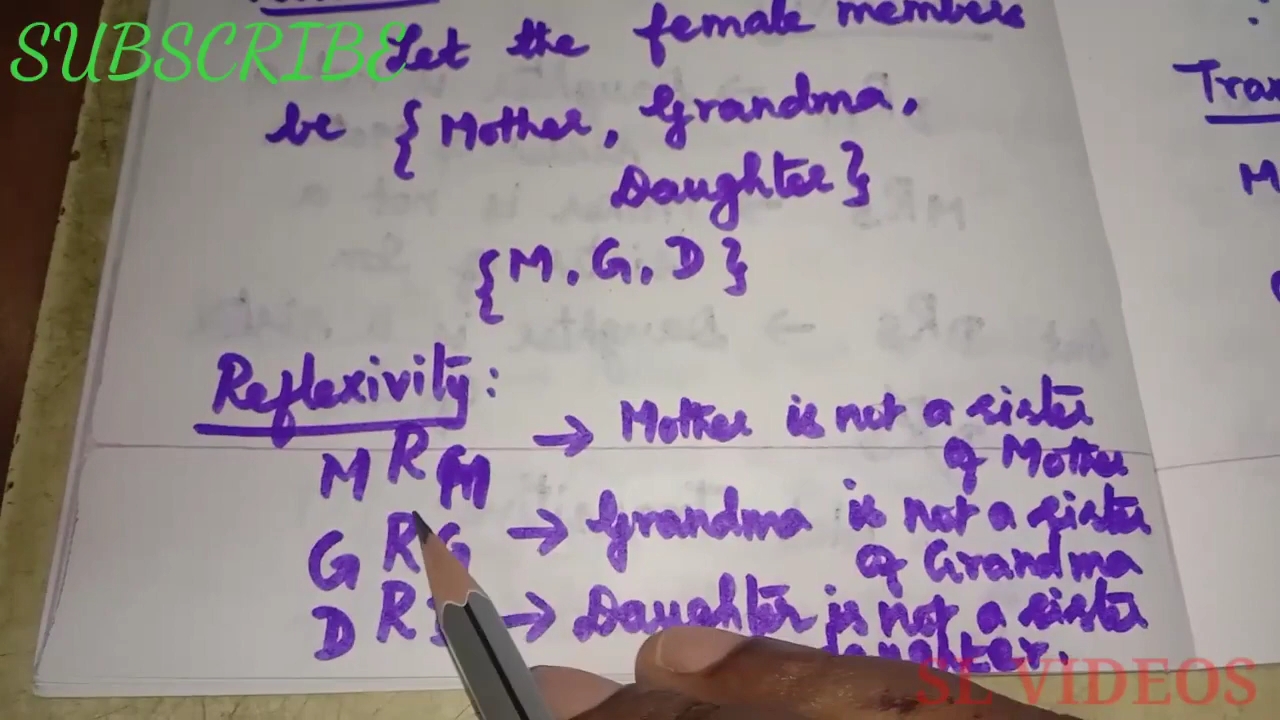 SUBSCRIBE
Let the female members
be { Mother, Grandma,
Daughter }
{ M, G, D }
Reflexivity :
M R M → Mother is not a sister
of Mother
G R G → Grandma is not a sister
of Grandma
D R → Daughter is not a sister
daughter.
M
SL VIDEOS